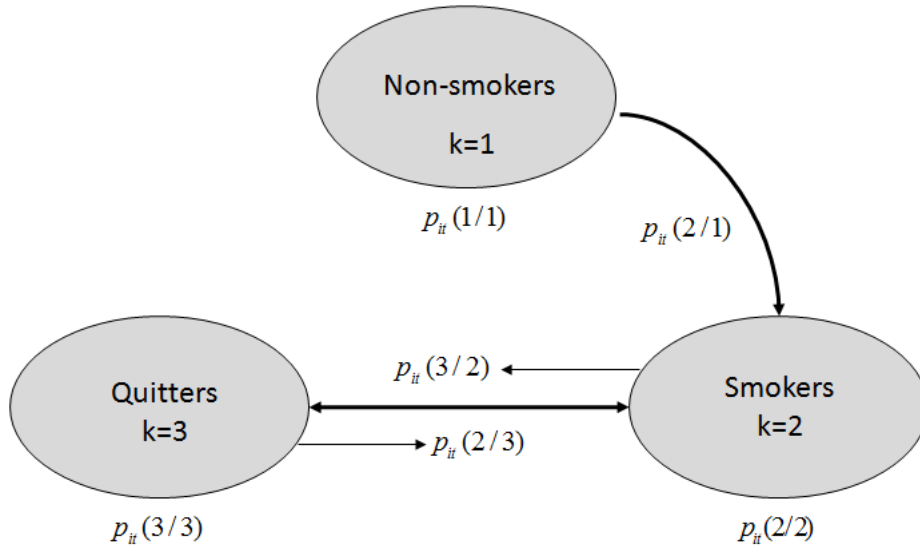 Non-smokers
k=1
p_it (1/1)
p_it (2/1)
p_it (3/2)
Quitters
k=3
Smokers
k=2
p_it (2/3)
p_it (3/3)
p_it (2/2)